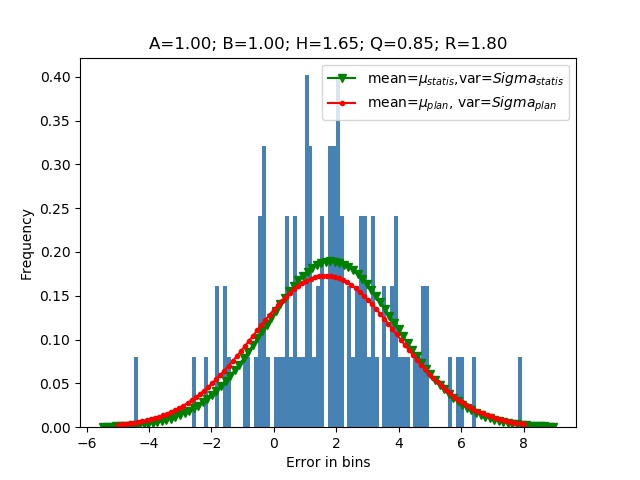 A=1.00; B=1.00; H=1.65; Q=0.85; R=1.80
mean=μstatis,var=Sigmastatis
mean=μplan, var=Sigmaplan
0.40
0.35
0.30
0.25
0.20
0.15
0.10
0.05
0.00
Frequency
−6 −4 −2 0 2 4 6 8
Error in bins